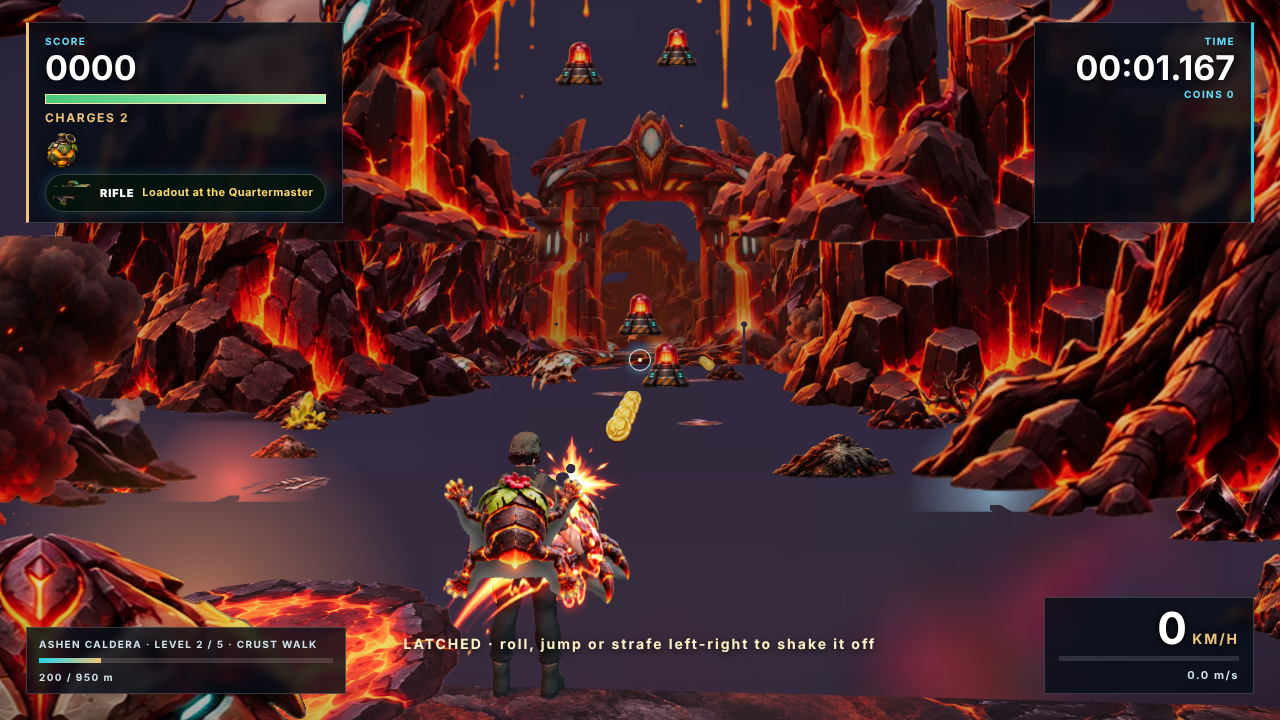 SCORE
0000
CHARGES 2
RIFLE Loadout at the Quartermaster
TIME
00:01.167
COINS 0
LATCHED · roll, jump or strafe left-right to shake it off
ASHEN CALDERA · LEVEL 2 / 5 · CRUST WALK
200 / 950 m
0 KM/H
0.0 m/s